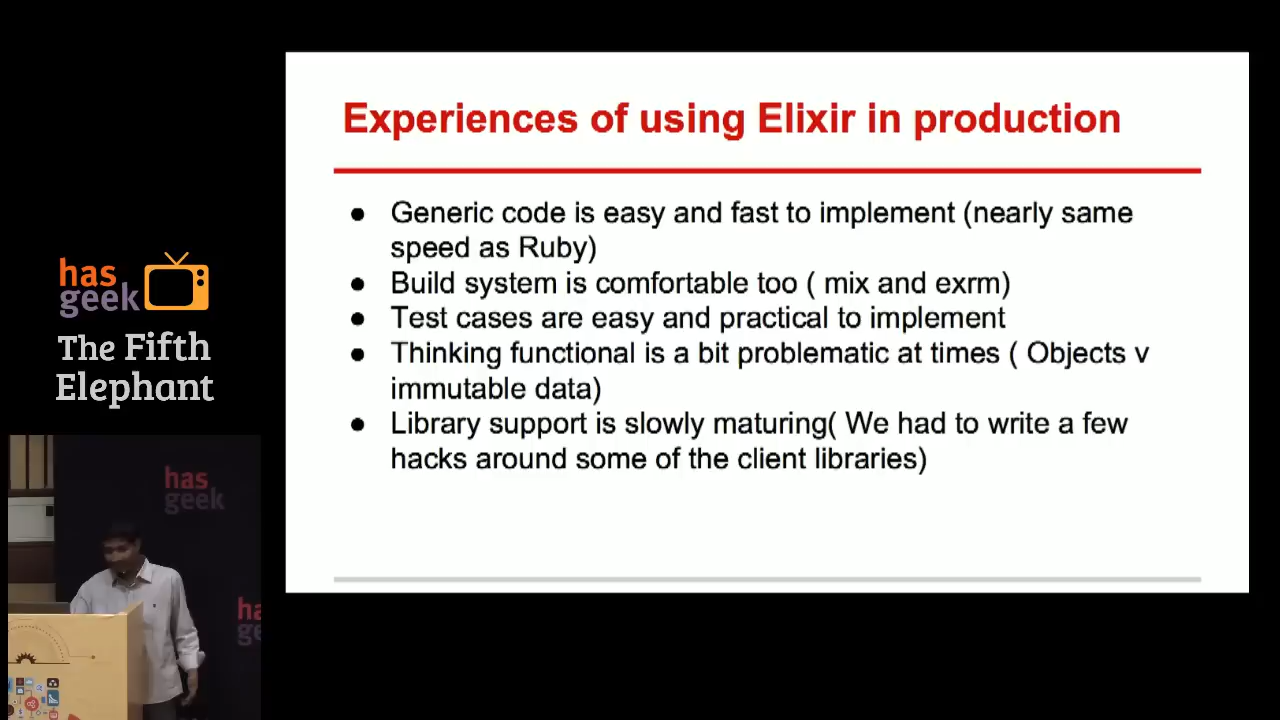 Experiences of using Elixir in production
● Generic code is easy and fast to implement (nearly same
speed as Ruby)
● Build system is comfortable too ( mix and exrm)
● Test cases are easy and practical to implement
● Thinking functional is a bit problematic at times ( Objects v
immutable data)
● Library support is slowly maturing( We had to write a few
hacks around some of the client libraries)
has
geek
The Fifth
Elephant
has
geek
ha
ge